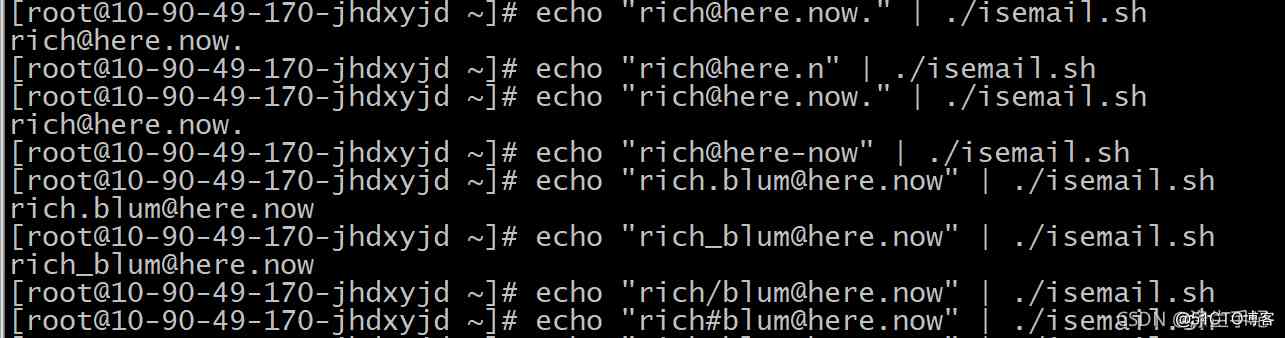 [root@10-90-49-170-jhdxyjd ~]# echo "rich@here.now." | ./isemail.sh
rich@here.now.
[root@10-90-49-170-jhdxyjd ~]# echo "rich@here.n" | ./isemail.sh
[root@10-90-49-170-jhdxyjd ~]# echo "rich@here.now." | ./isemail.sh
rich@here.now.
[root@10-90-49-170-jhdxyjd ~]# echo "rich@here-now" | ./isemail.sh
[root@10-90-49-170-jhdxyjd ~]# echo "rich.blum@here.now" | ./isemail.sh
rich.blum@here.now
[root@10-90-49-170-jhdxyjd ~]# echo "rich_blum@here.now" | ./isemail.sh
rich_blum@here.now
[root@10-90-49-170-jhdxyjd ~]# echo "rich/blum@here.now" | ./isemail.sh
[root@10-90-49-170-jhdxyjd ~]# echo "rich#blum@here.now" | ./isemail.sh
CSDN @51CTO博客